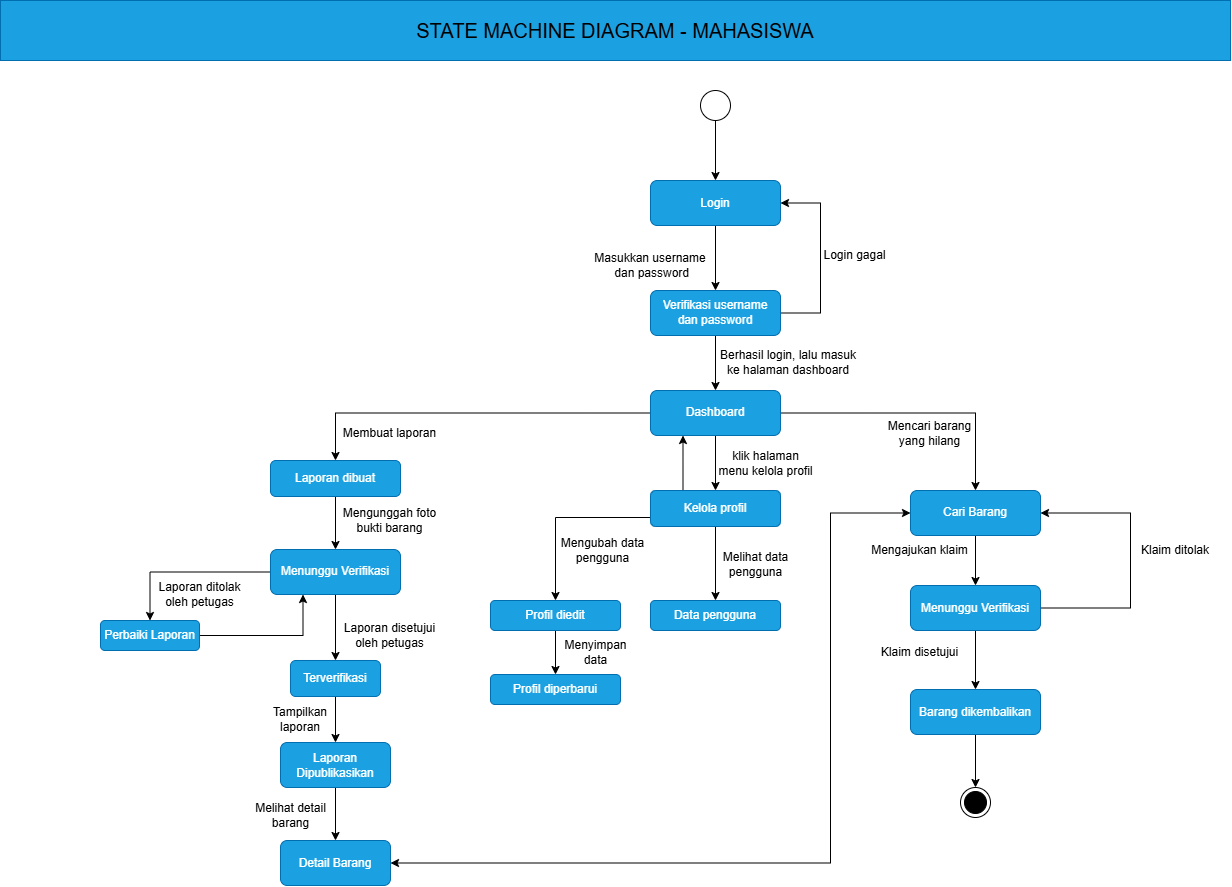 STATE MACHINE DIAGRAM - MAHASISWA
Login
Masukkan username
dan password
Login gagal
Verifikasi username
dan password
Berhasil login, lalu masuk
ke halaman dashboard
Dashboard
Membuat laporan
Laporan dibuat
Mengunggah foto
bukti barang
Menunggu Verifikasi
Laporan ditolak
oleh petugas
Perbaiki Laporan
Laporan disetujui
oleh petugas
Terverifikasi
Tampilkan
laporan
Laporan
Dipublikasikan
Melihat detail
barang
Detail Barang
klik halaman
menu kelola profil
Kelola profil
Mengubah data
pengguna
Profil diedit
Menyimpan
data
Profil diperbarui
Melihat data
pengguna
Data pengguna
Mencari barang
yang hilang
Cari Barang
Mengajukan klaim
Klaim ditolak
Menunggu Verifikasi
Klaim disetujui
Barang dikembalikan